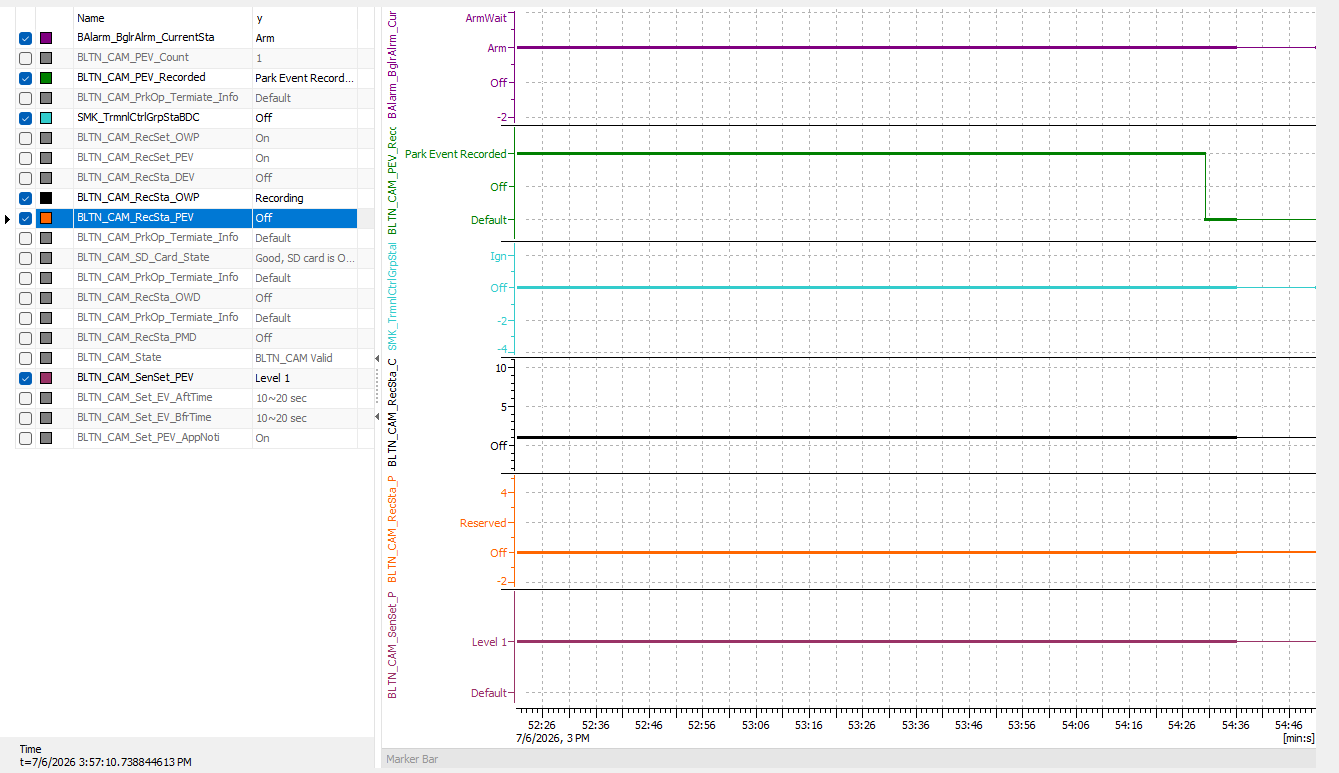 Name y
BAlarm_BglrAlrm_CurrentSta Arm
BLTN_CAM_PEV_Count 1
BLTN_CAM_PEV_Recorded Park Event Record...
BLTN_CAM_PrkOp_Termiate_Info Default
SMK_TrmnlCtrlGrpStaBDC Off
BLTN_CAM_RecSet_OWP On
BLTN_CAM_RecSet_PEV On
BLTN_CAM_RecSta_DEV Off
BLTN_CAM_RecSta_OWP Recording
BLTN_CAM_RecSta_PEV Off
BLTN_CAM_PrkOp_Termiate_Info Default
BLTN_CAM_SD_Card_State Good, SD card is O...
BLTN_CAM_PrkOp_Termiate_Info Default
BLTN_CAM_RecSta_OWD Off
BLTN_CAM_PrkOp_Termiate_Info Default
BLTN_CAM_RecSta_PMD Off
BLTN_CAM_State BLTN_CAM Valid
BLTN_CAM_SenSet_PEV Level 1
BLTN_CAM_Set_EV_AftTime 10~20 sec
BLTN_CAM_Set_EV_BfrTime 10~20 sec
BLTN_CAM_Set_PEV_AppNoti On
Time
t=7/6/2026 3:57:10.738844613 PM
BAlarm_BglrAlrm_Cur
ArmWait
Arm
Off
-2
BLTN_CAM_PEV_Recc
Park Event Recorded
Off
Default
SMK_TrmnlCtrlGrpStal
Ign
Off
-2
-4
BLTN_CAM_RecSta_C
10
5
Off
BLTN_CAM_RecSta_P
4
Reserved
Off
-2
BLTN_CAM_SenSet_P
Level 1
Default
52:26 52:36 52:46 52:56 53:06 53:16 53:26 53:36 53:46 53:56 54:06 54:16 54:26 54:36 54:46
7/6/2026, 3 PM [min:s]
Marker Bar